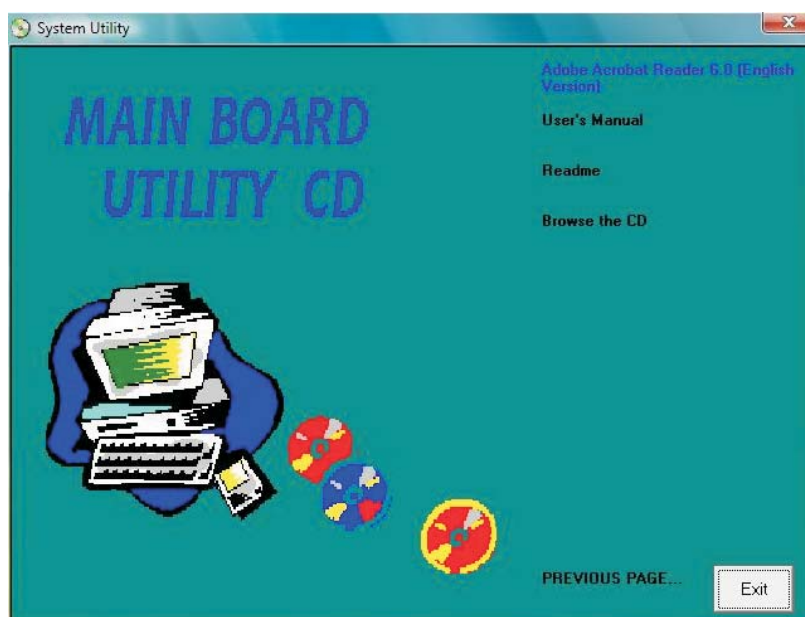 System Utility
MAIN BOARD
UTILITY CD
Adobe Acrobat Reader 6.0 (English
Version)
User's Manual
Readme
Browse the CD
PREVIOUS PAGE...
Exit